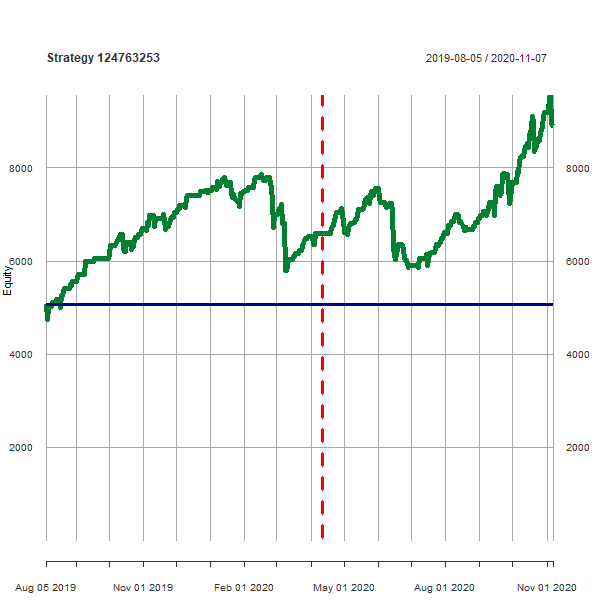 Strategy 124763253
2019-08-05 / 2020-11-07
8000
8000
6000
6000
Equity
4000
4000
2000
2000
Aug 05 2019
Nov 01 2019
Feb 01 2020
May 01 2020
Aug 01 2020
Nov 01 2020